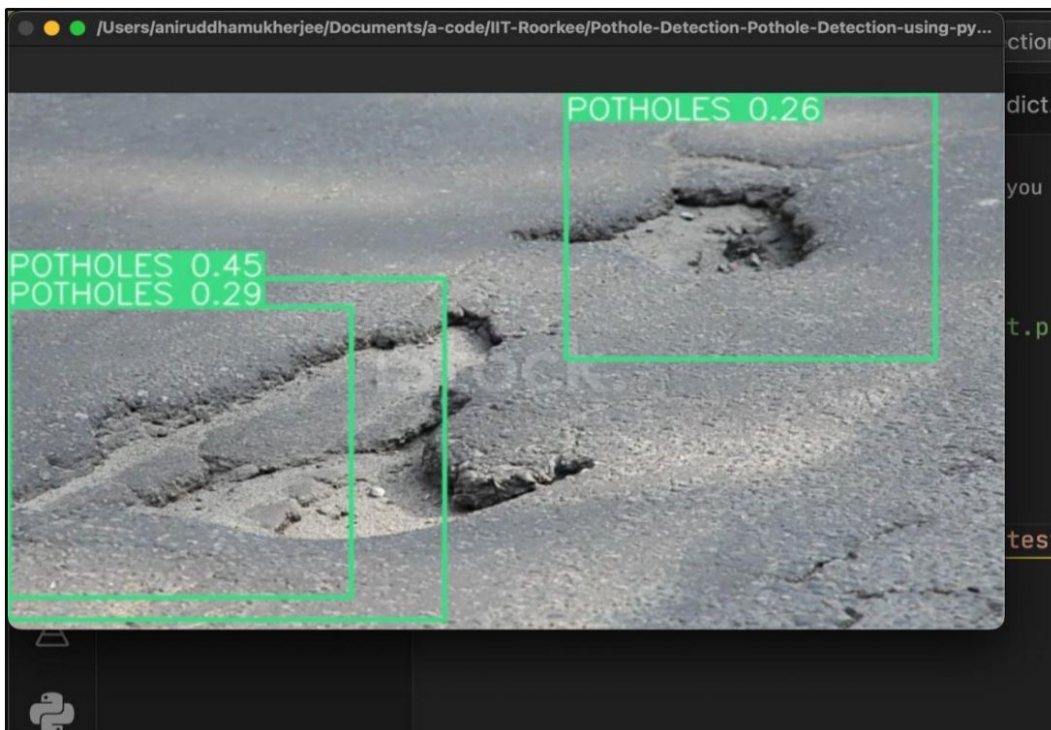 /Users/aniruddhamukherjee/Documents/a-code/IIT-Roorkee/Pothole-Detection-Pothole-Detection-using-py...
ction
dict
POTHOLES 0.26
you
POTHOLES 0.45
POTHOLES 0.29
t.p
tes